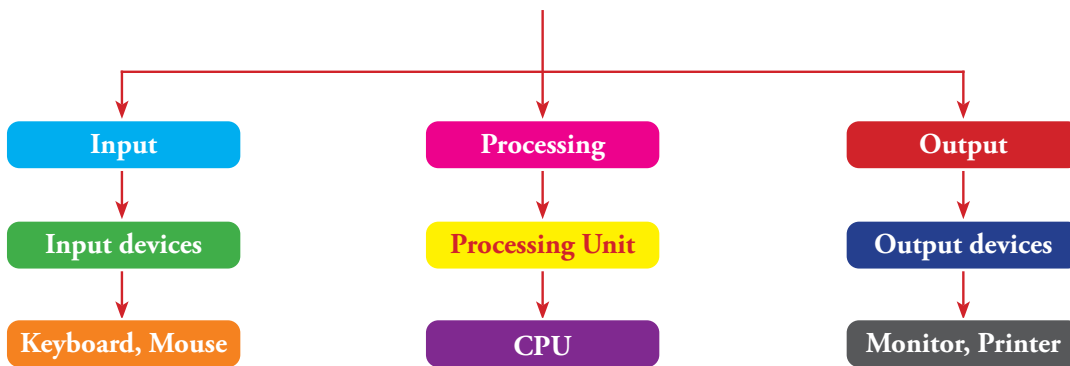 Input
Processing
Output
Input devices
Processing Unit
Output devices
Keyboard, Mouse
CPU
Monitor, Printer